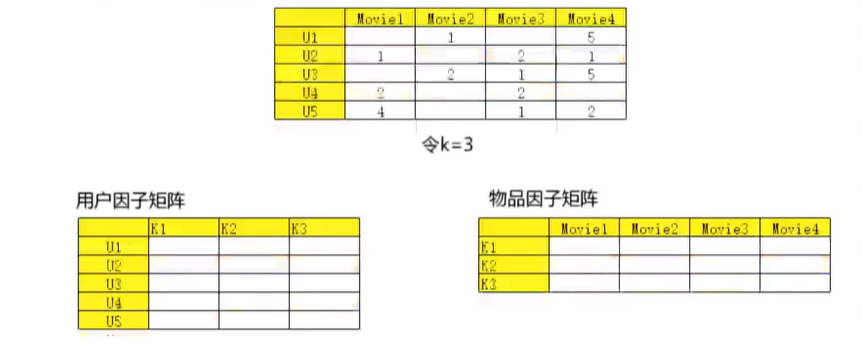 Movie1 Movie2 Movie3 Movie4
U1 1 5
U2 1 2 1
U3 2 1 5
U4 2 2
U5 4 1 2
令k=3
用户因子矩阵
K1 K2 K3
U1
U2
U3
U4
U5
物品因子矩阵
Movie1 Movie2 Movie3 Movie4
K1
K2
K3